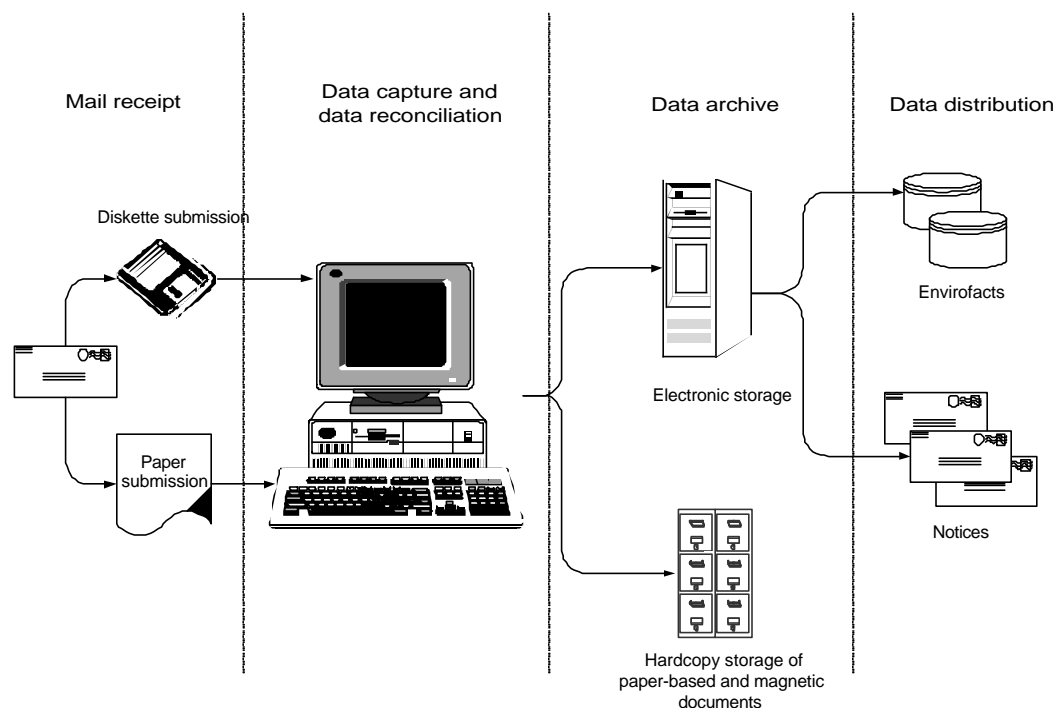 Mail receipt
Data capture and
data reconciliation
Data archive
Data distribution
Diskette submission
Paper
submission
Electronic storage
Envirofacts
Notices
Hardcopy storage of
paper-based and magnetic
documents